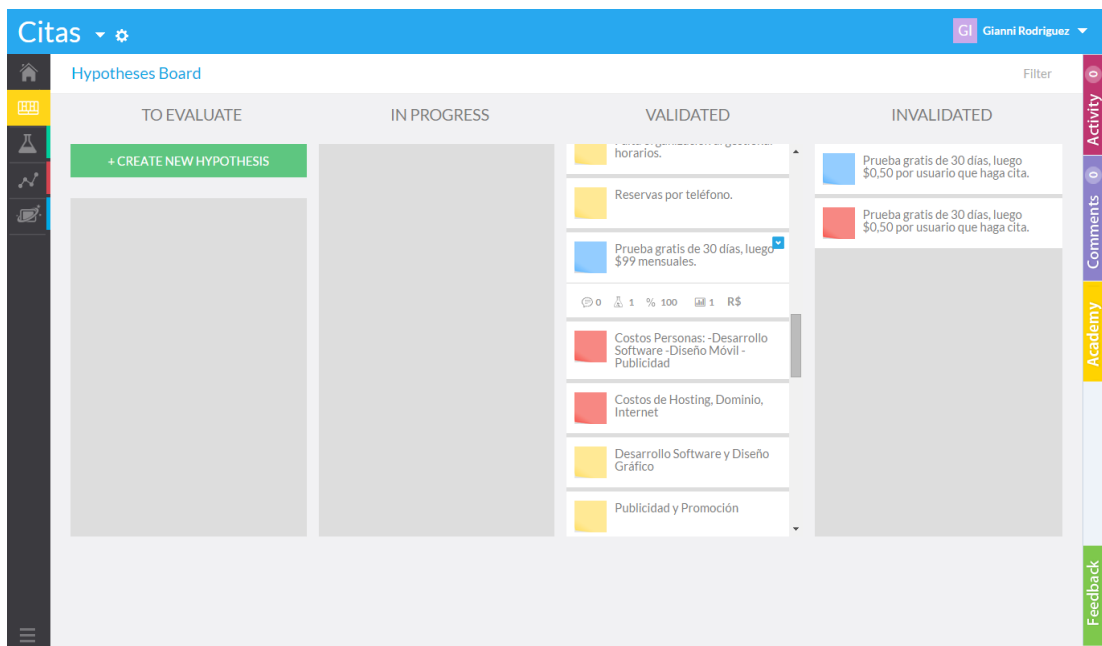 Citas
GI Gianni Rodriguez
Hypotheses Board
Filter
TO EVALUATE
IN PROGRESS
VALIDATED
INVALIDATED
+ CREATE NEW HYPOTHESIS
horarios.
Reservas por teléfono.
Prueba gratis de 30 días, luego
$99 mensuales.
0 1 % 100 1 R$
Costos Personas: -Desarrollo
Software -Diseño Móvil -
Publicidad
Costos de Hosting, Dominio,
Internet
Desarrollo Software y Diseño
Gráfico
Publicidad y Promoción
Prueba gratis de 30 días, luego
$0,50 por usuario que haga cita.
Prueba gratis de 30 días, luego
$0,50 por usuario que haga cita.
Activity 0
Comments 0
Academy
Feedback